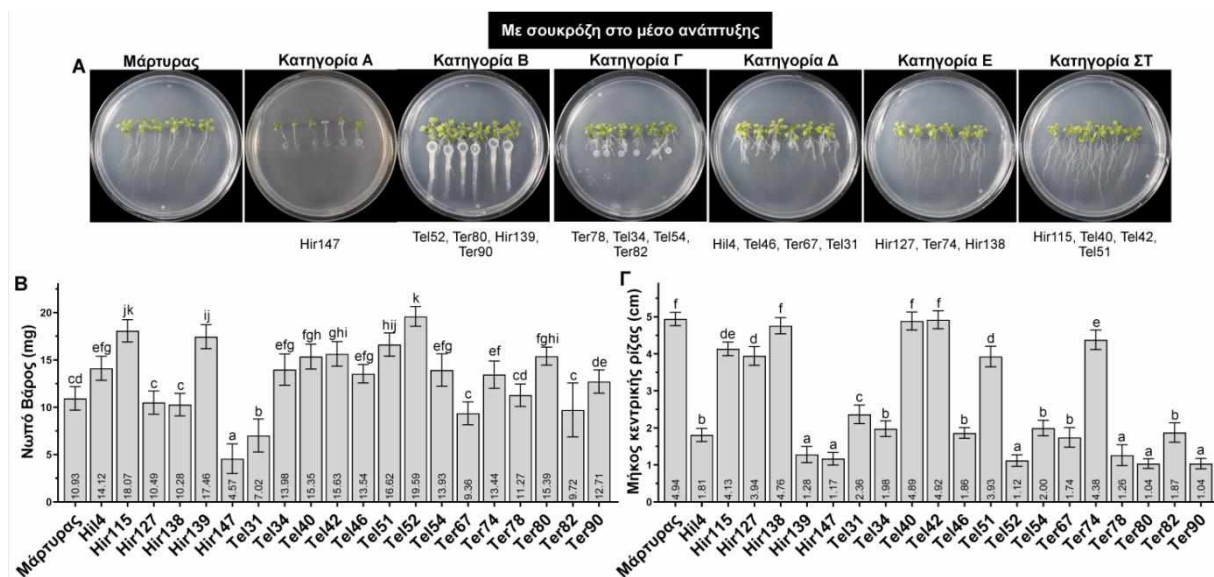 Με σουκρόζη στο μέσο ανάπτυξης
Α
Μάρτυρας
Κατηγορία Α
Κατηγορία Β
Κατηγορία Γ
Κατηγορία Δ
Κατηγορία Ε
Κατηγορία ΣΤ
Hir147
Tel52, Ter80, Hir139,
Ter90
Ter78, Tel34, Tel54,
Ter82
Hil4, Tel46, Ter67, Tel31
Hir127, Ter74, Hir138
Hir115, Tel40, Tel42,
Tel51
Β
Νωπό Βάρος (mg)
20
15
10
5
0
cd
efg
jk
c
c
ij
a
b
efg
fgh
ghi
efg
hij
k
efg
c
ef
cd
fghi
c
de
10.93
14.12
18.07
10.49
10.28
17.46
4.57
7.02
13.98
15.35
15.63
13.54
16.62
19.59
13.93
9.36
13.44
11.27
15.39
9.72
12.71
Μάρτυρας
Hil4
Hir115
Hir127
Hir138
Hir139
Hir147
Tel31
Tel34
Tel40
Tel42
Tel46
Tel51
Tel52
Tel54
Ter67
Ter74
Ter78
Ter80
Ter82
Ter90
Γ
Μήκος κεντρικής ρίζας (cm)
6
5
4
3
2
1
0
f
b
de
d
f
a
a
c
b
f
f
b
d
a
b
b
e
a
a
b
a
4.94
1.81
4.13
3.94
4.76
1.28
1.17
2.36
1.98
4.89
4.92
1.86
3.93
1.12
2.00
1.74
4.38
1.26
1.04
1.87
1.04
Μάρτυρας
Hil4
Hir115
Hir127
Hir138
Hir139
Hir147
Tel31
Tel34
Tel40
Tel42
Tel46
Tel51
Tel52
Tel54
Ter67
Ter74
Ter78
Ter80
Ter82
Ter90